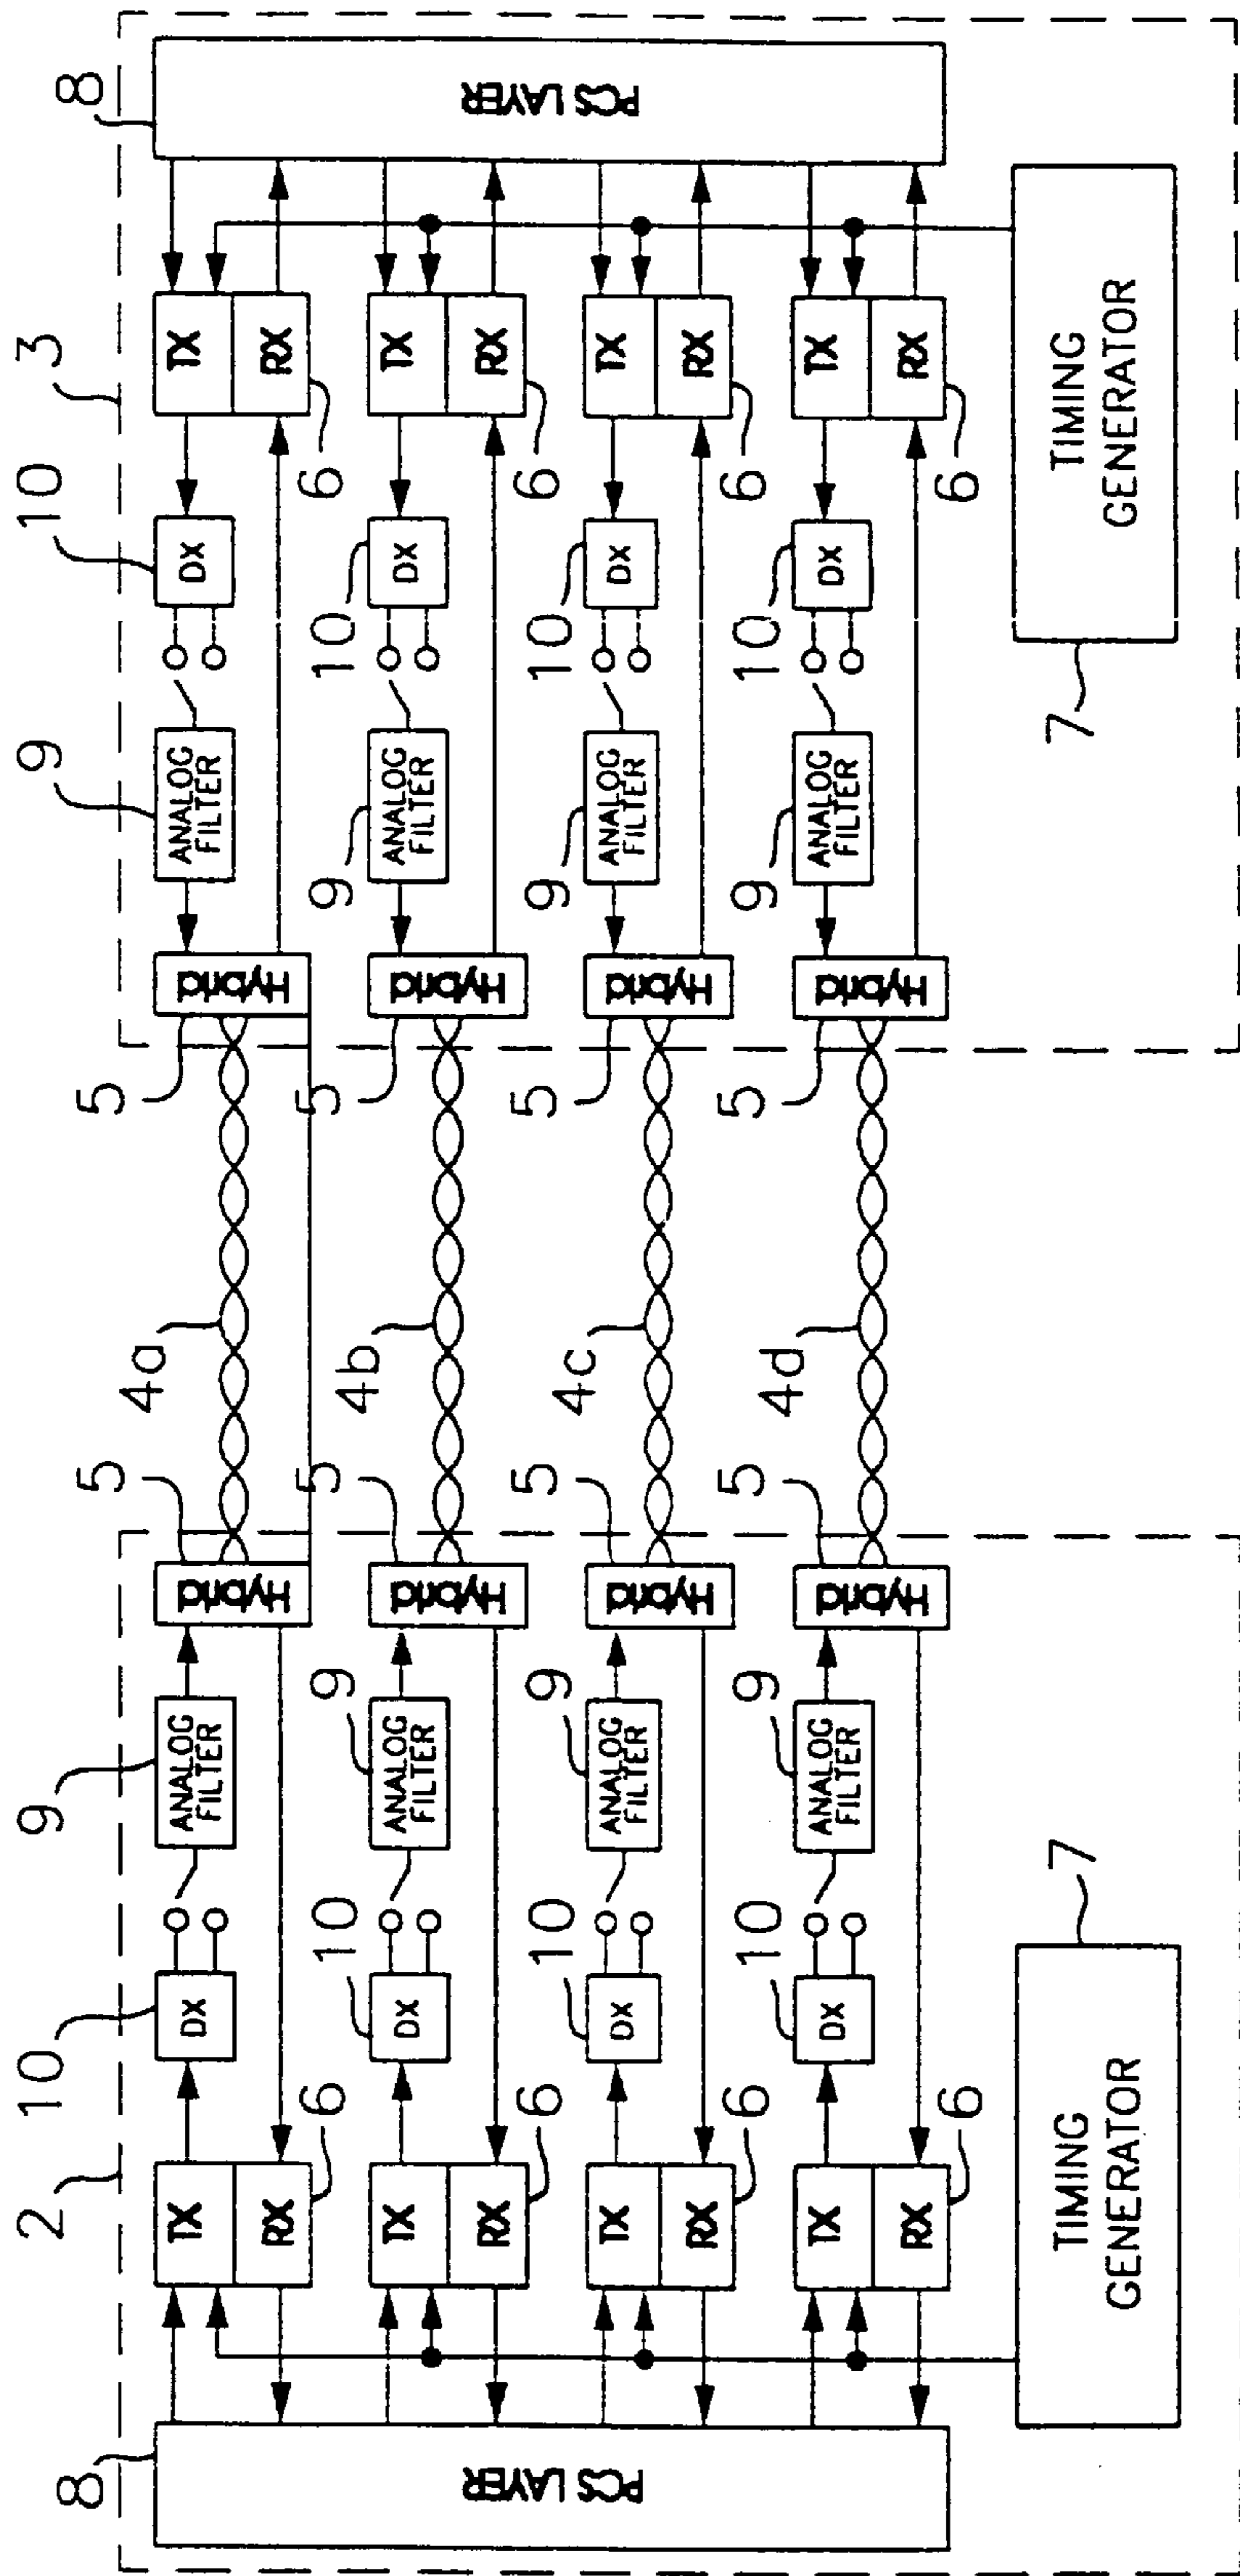 2
10
9
9
10
3
8
5
4a
5
8
TX
RX
DX
ANALOG
FILTER
Hybrid
Hybrid
ANALOG
FILTER
DX
TX
RX
6
6
10
9
5
4b
5
9
10
TX
RX
DX
ANALOG
FILTER
Hybrid
Hybrid
ANALOG
FILTER
DX
TX
RX
6
6
PCS LAYER
PCS LAYER
10
9
5
4c
5
9
10
TX
RX
DX
ANALOG
FILTER
Hybrid
Hybrid
ANALOG
FILTER
DX
TX
RX
6
6
10
9
5
4d
5
9
10
TX
RX
DX
ANALOG
FILTER
Hybrid
Hybrid
ANALOG
FILTER
DX
TX
RX
6
6
TIMING
GENERATOR
7
7
TIMING
GENERATOR